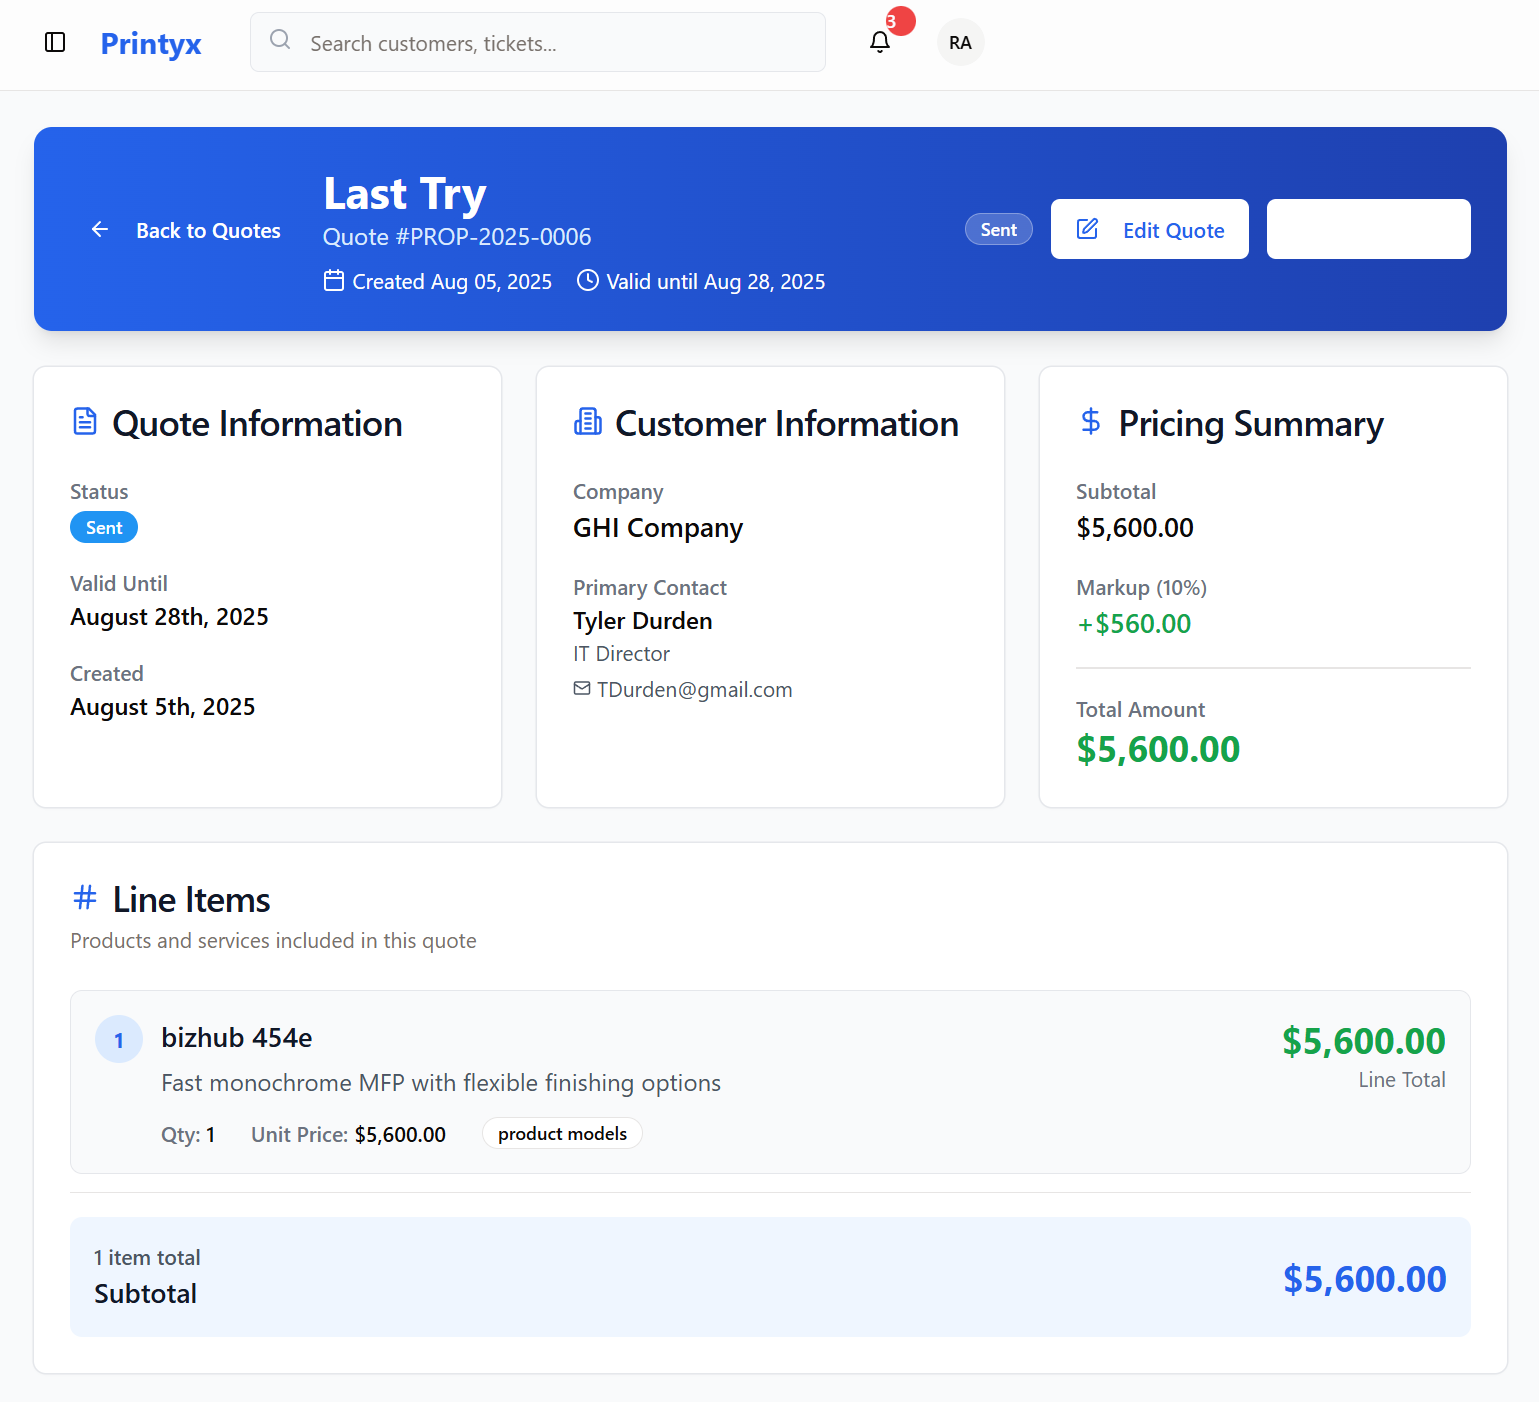 Printyx
Search customers, tickets...
3
RA
Back to Quotes
Last Try
Quote #PROP-2025-0006
Created Aug 05, 2025
Valid until Aug 28, 2025
Sent
Edit Quote
Quote Information
Status
Sent
Valid Until
August 28th, 2025
Created
August 5th, 2025
Customer Information
Company
GHI Company
Primary Contact
Tyler Durden
IT Director
TDurden@gmail.com
Pricing Summary
Subtotal
$5,600.00
Markup (10%)
+$560.00
Total Amount
$5,600.00
# Line Items
Products and services included in this quote
1
bizhub 454e
Fast monochrome MFP with flexible finishing options
Qty: 1
Unit Price: $5,600.00
product models
$5,600.00
Line Total
1 item total
Subtotal
$5,600.00